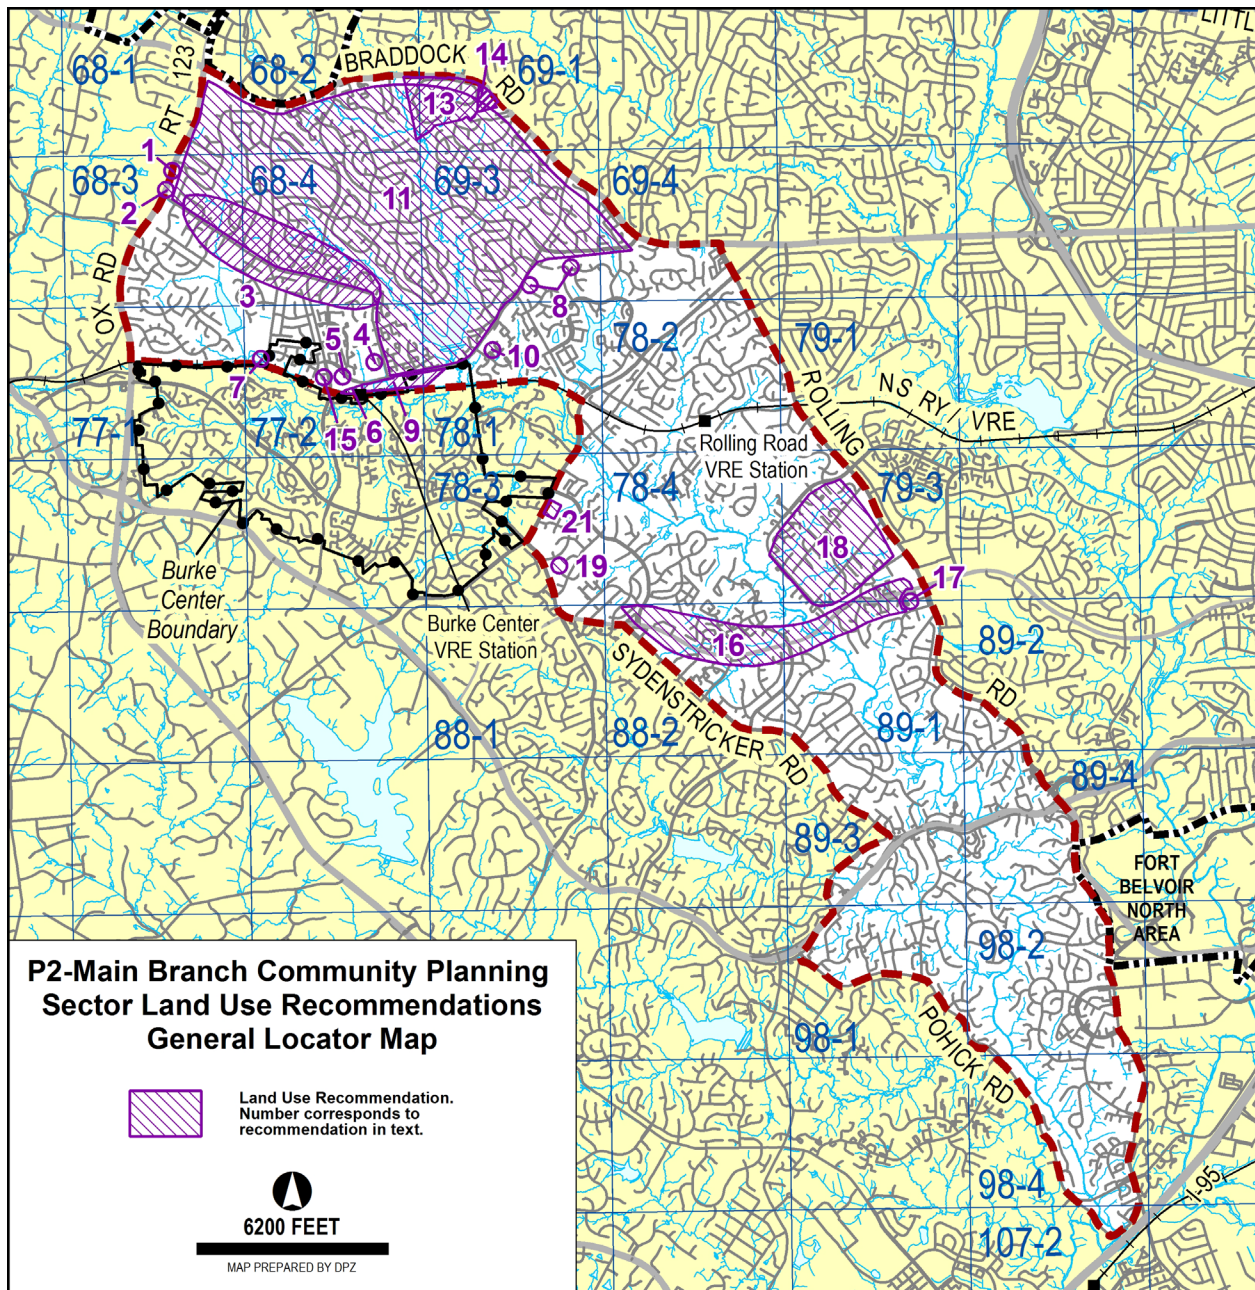 LITTL
68-1
123
68-2
BRADDOCK
RD
14
69-1
13
RT
1
68-3
2
68-4
69-3
11
69-4
OX RD
3
5
4
8
78-2
79-1
10
7
NS RY/ VRE
ROLLING
77-1
77-2
15
6
9
78-1
Rolling Road
VRE Station
78-3
78-4
79-3
21
18
19
17
Burke
Center
Boundary
Burke Center
VRE Station
16
89-2
RD
SYDENSTRICKER RD
88-1
88-2
89-1
89-4
89-3
FORT
BELVOIR
NORTH
AREA
98-2
98-1
POHICK RD
98-4
I-95
107-2
P2-Main Branch Community Planning
Sector Land Use Recommendations
General Locator Map
Land Use Recommendation.
Number corresponds to
recommendation in text.
6200 FEET
MAP PREPARED BY DPZ